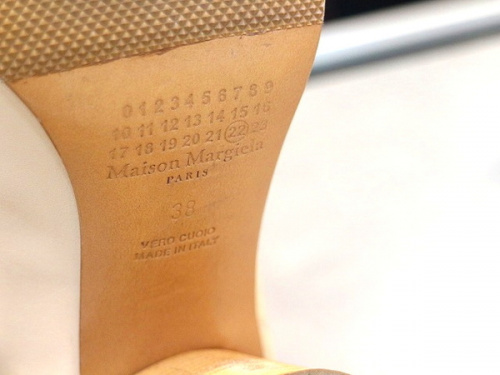 0 1 2 3 4 5 6 7 8 9
10 11 12 13 14 15 16
17 18 19 20 21 22 23
Maison Margiela
PARIS
38
VERO CUOIO
MADE IN ITALY